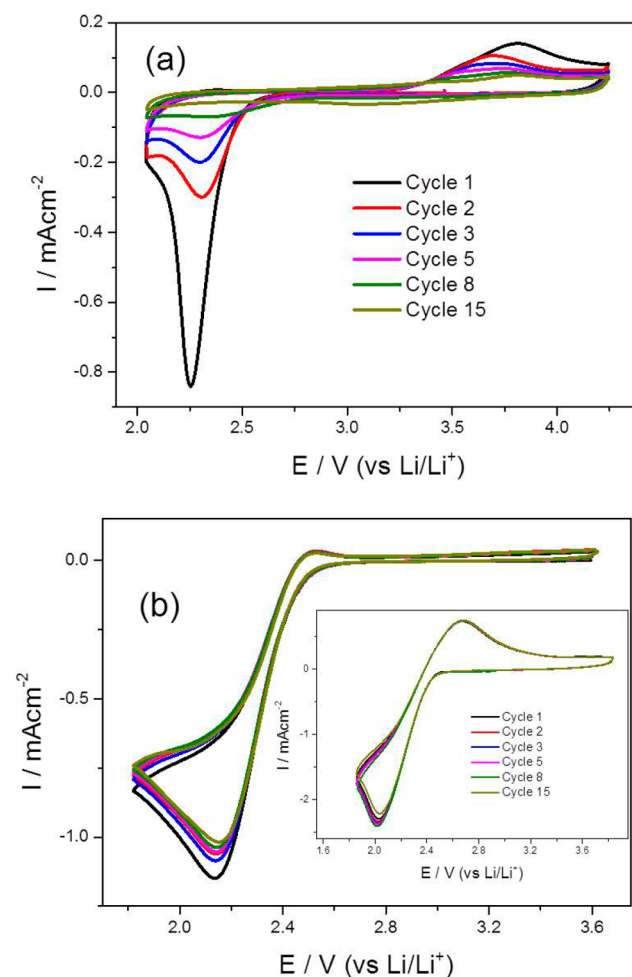 (a)
0.2
0.0
-0.2
-0.4
-0.6
-0.8
I / mAcm-2
Cycle 1
Cycle 2
Cycle 3
Cycle 5
Cycle 8
Cycle 15
2.0 2.5 3.0 3.5 4.0
E / V (vs Li/Li+)
(b)
0.0
-0.5
-1.0
I / mAcm-2
1
0
-1
-2
I / mAcm-2
Cycle 1
Cycle 2
Cycle 3
Cycle 5
Cycle 8
Cycle 15
1.6 2.0 2.4 2.8 3.2 3.6
E / V (vs Li/Li+)
2.0 2.4 2.8 3.2 3.6
E / V (vs Li/Li+)